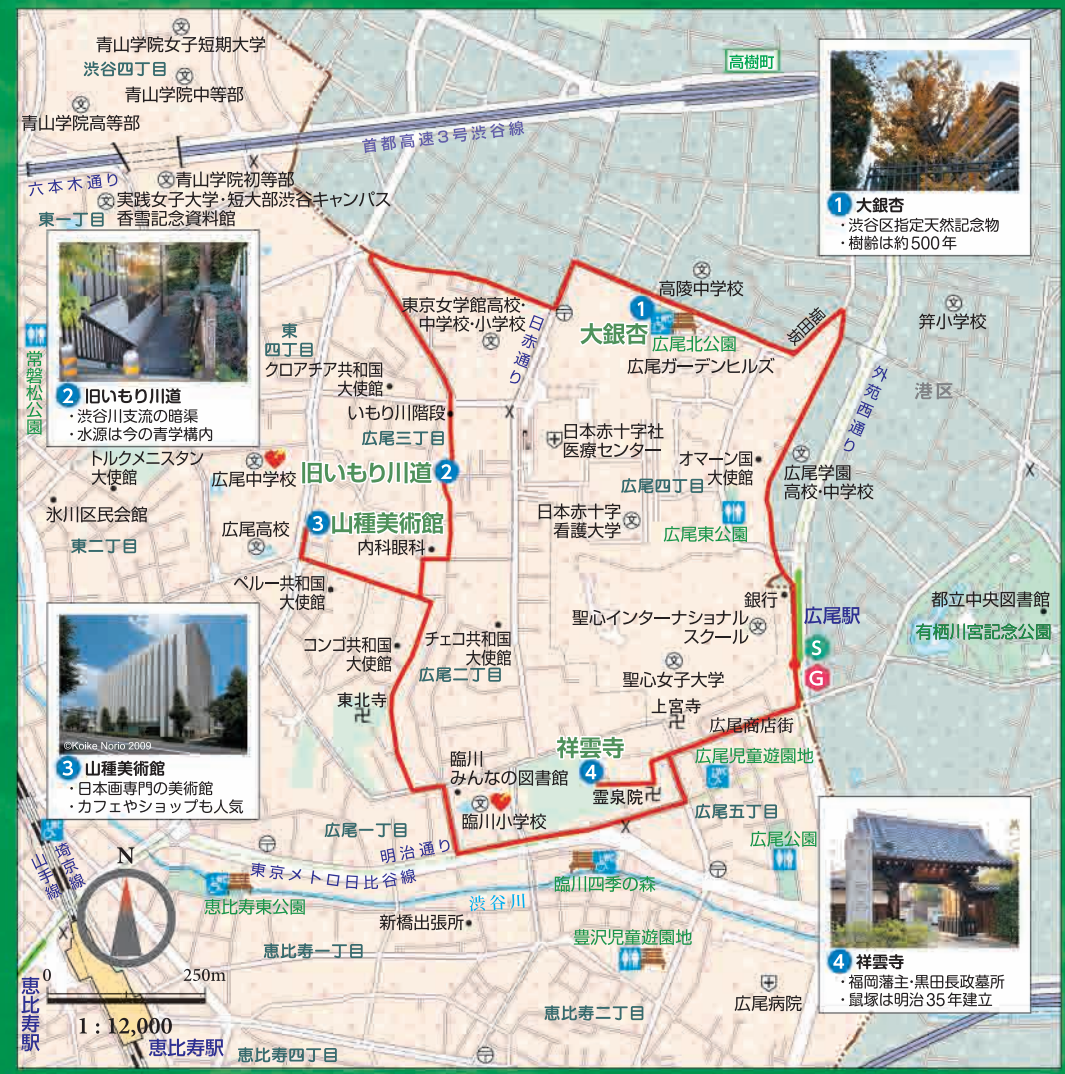 青山学院女子短期大学
渋谷四丁目
青山学院中等部
青山学院高等部
高樹町
首都高速3号渋谷線
六本木通り
青山学院初等部
実践女子大学・短大部渋谷キャンパス
香雪記念資料館
東一丁目
1 大銀杏
・渋谷区指定天然記念物
・樹齢は約500年
高陵中学校
東京女学館高校・
中学校・小学校
日赤通り
1
大銀杏
広尾北公園
広尾ガーデンヒルズ
堀田坂
笄小学校
東
四丁目
クロアチア共和国
大使館
常磐松公園
2 旧いもり川道
・渋谷川支流の暗渠
・水源は今の青学構内
いもり川階段
広尾三丁目
外苑西通り
港区
トルクメニスタン
大使館
広尾中学校
旧いもり川道 2
日本赤十字社
医療センター
オマーン国
大使館
広尾四丁目
広尾学園
高校・中学校
氷川区民会館
東二丁目
広尾高校
3 山種美術館
内科眼科
日本赤十字
看護大学
広尾東公園
ペルー共和国
大使館
銀行
広尾駅
S
G
都立中央図書館
有栖川宮記念公園
聖心インターナショナル
スクール
コンゴ共和国
大使館
チェコ共和国
大使館
広尾二丁目
聖心女子大学
東北寺
上宮寺
広尾商店街
©Koike Norio 2009
3 山種美術館
・日本画専門の美術館
・カフェやショップも人気
臨川
みんなの図書館
臨川小学校
祥雲寺
4
霊泉院
広尾児童遊園地
広尾五丁目
広尾公園
広尾一丁目
明治通り
東京メトロ日比谷線
山手線
埼京線
N
恵比寿東公園
臨川四季の森
渋谷川
新橋出張所
豊沢児童遊園地
恵比寿一丁目
4 祥雲寺
・福岡藩主・黒田長政墓所
・鼠塚は明治35年建立
0 250m
1 : 12,000
恵比寿駅
恵比寿駅
恵比寿二丁目
広尾病院
恵比寿四丁目